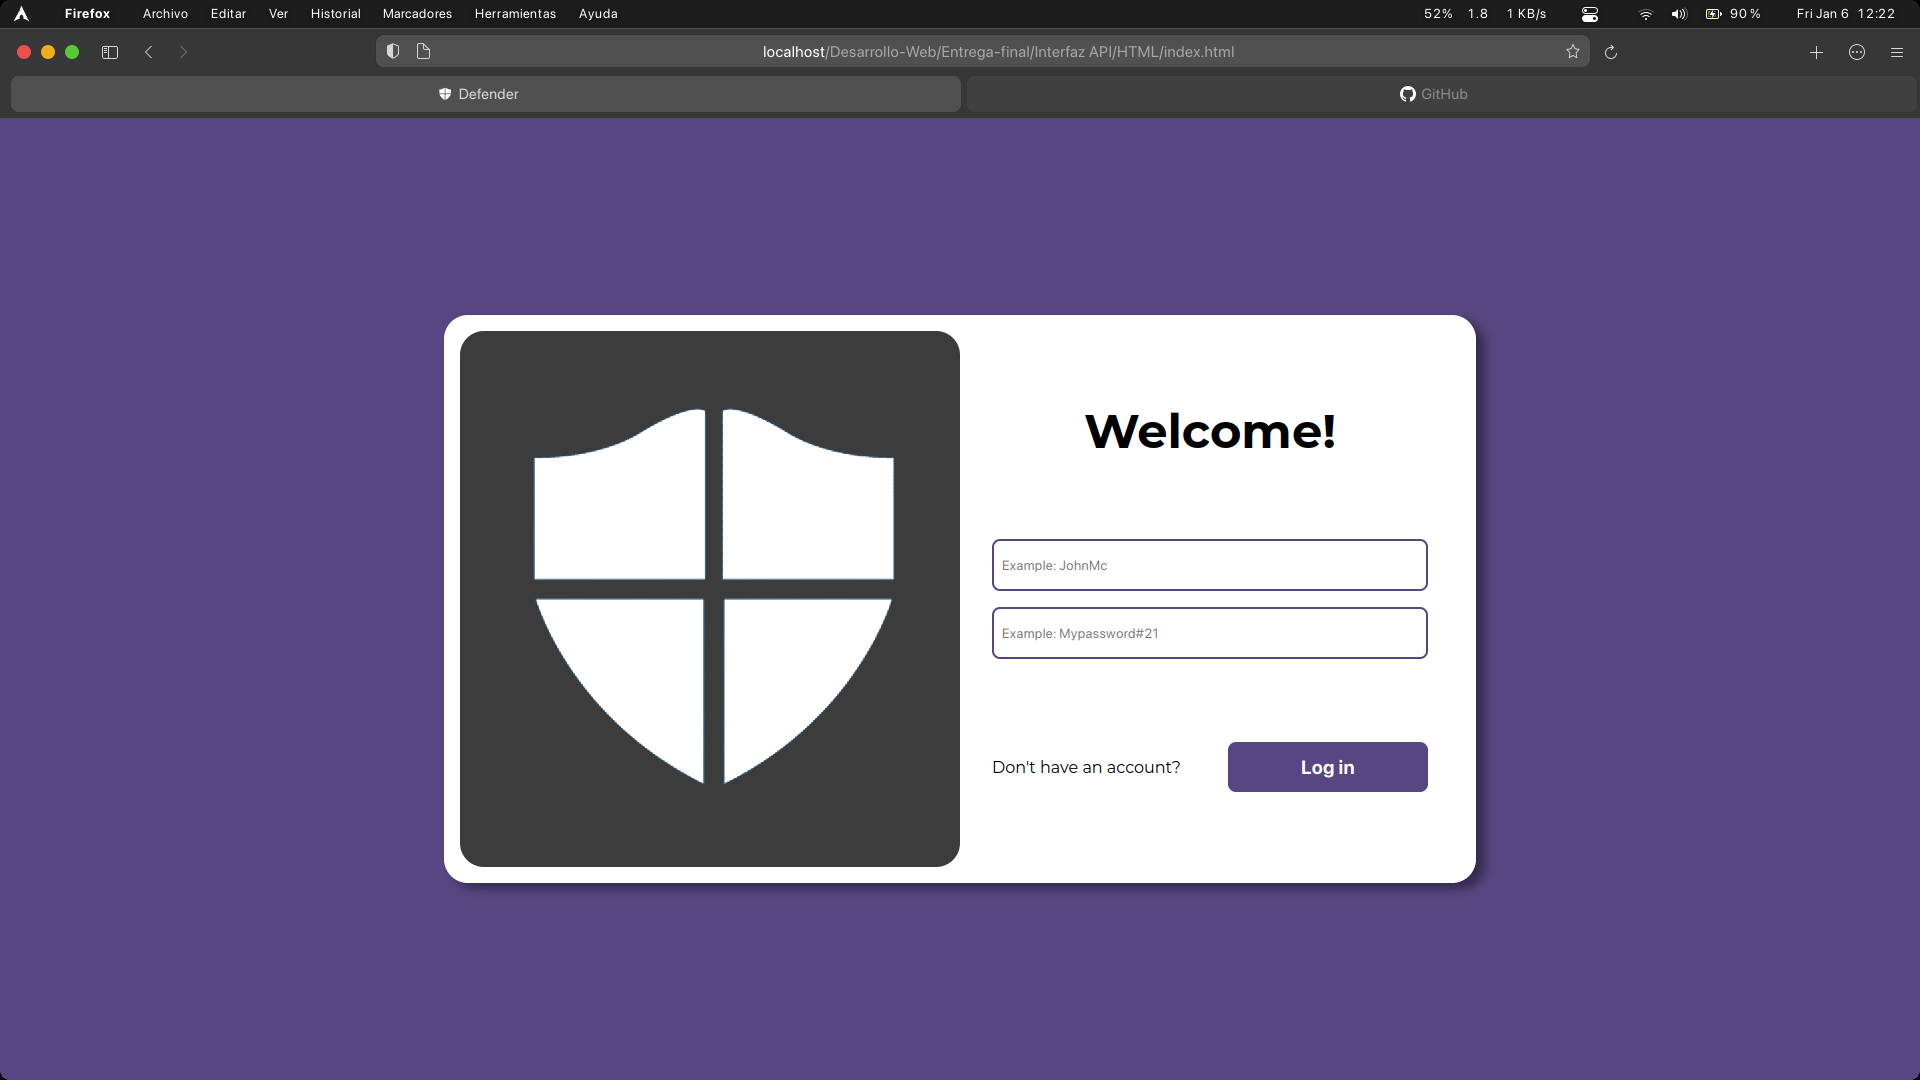 Firefox Archivo Editar Ver Historial Marcadores Herramientas Ayuda 52% 1.8 1 KB/s 90 % Fri Jan 6 12:22
localhost/Desarrollo-Web/Entrega-final/Interfaz API/HTML/index.html
Defender GitHub
Welcome!
Example: JohnMc
Example: Mypassword#21
Don't have an account? Log in